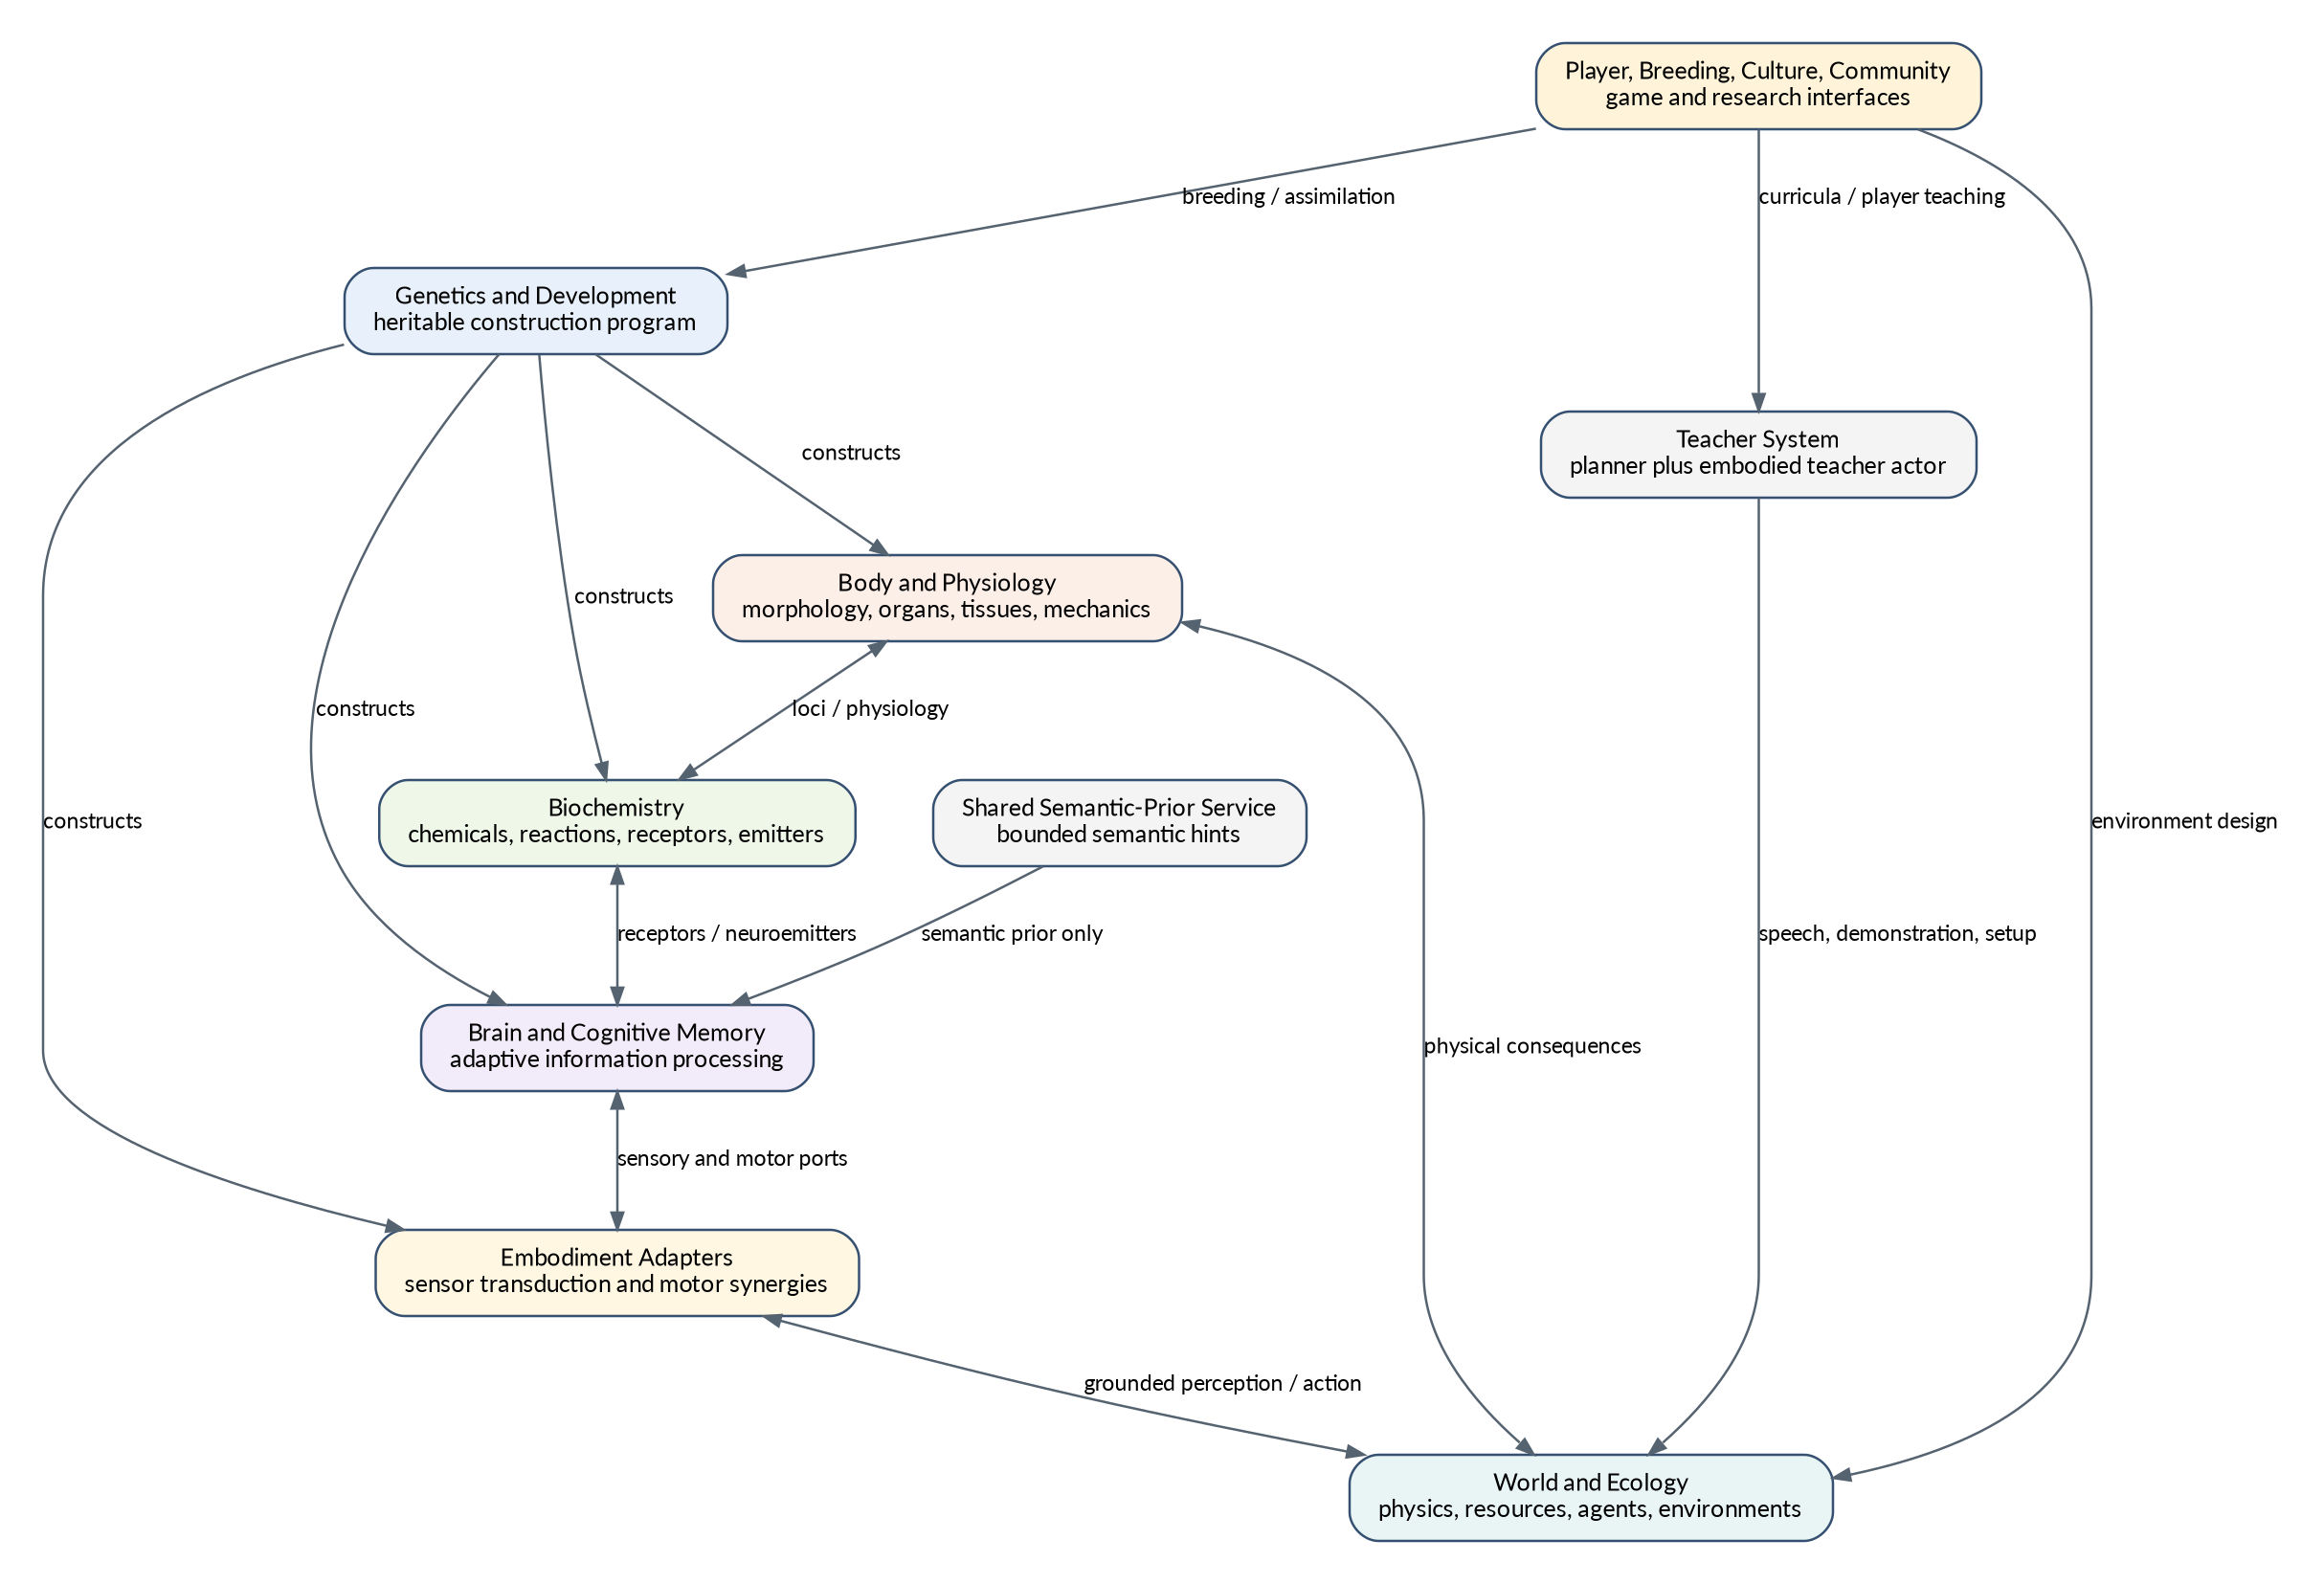 Player, Breeding, Culture, Community
game and research interfaces
breeding / assimilation
curricula / player teaching
Genetics and Development
heritable construction program
Teacher System
planner plus embodied teacher actor
constructs
Body and Physiology
morphology, organs, tissues, mechanics
constructs
constructs
loci / physiology
Biochemistry
chemicals, reactions, receptors, emitters
Shared Semantic-Prior Service
bounded semantic hints
constructs
environment design
receptors / neuroemitters
semantic prior only
speech, demonstration, setup
Brain and Cognitive Memory
adaptive information processing
physical consequences
sensory and motor ports
Embodiment Adapters
sensor transduction and motor synergies
grounded perception / action
World and Ecology
physics, resources, agents, environments